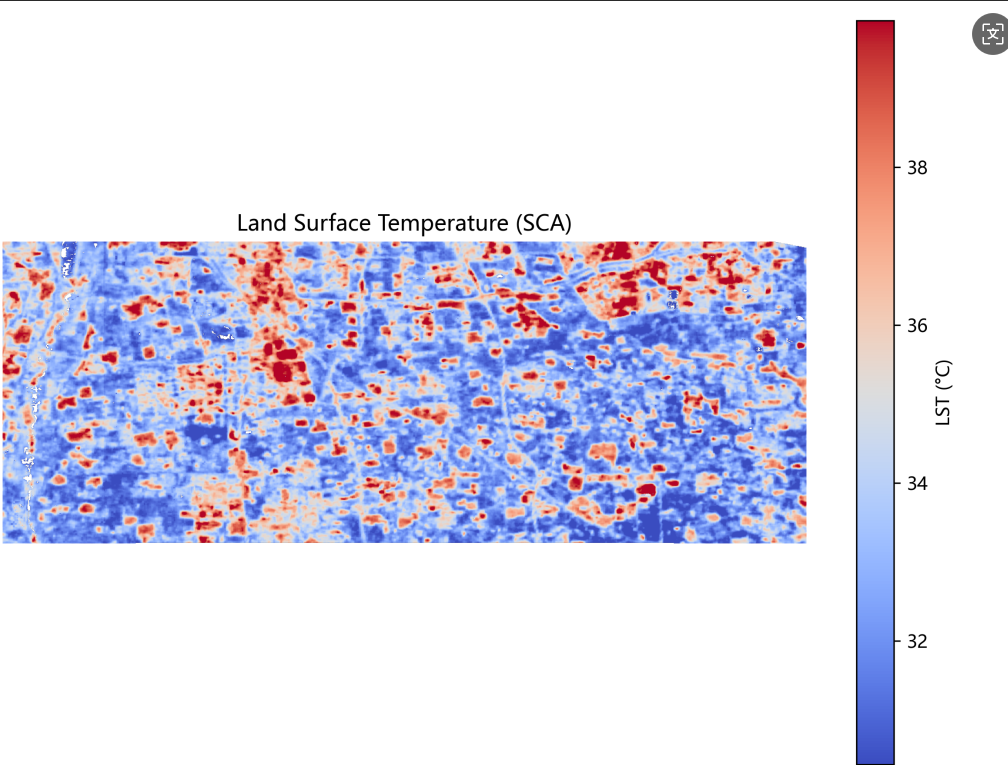 Land Surface Temperature (SCA)
38
36
34
32
LST (°C)
文